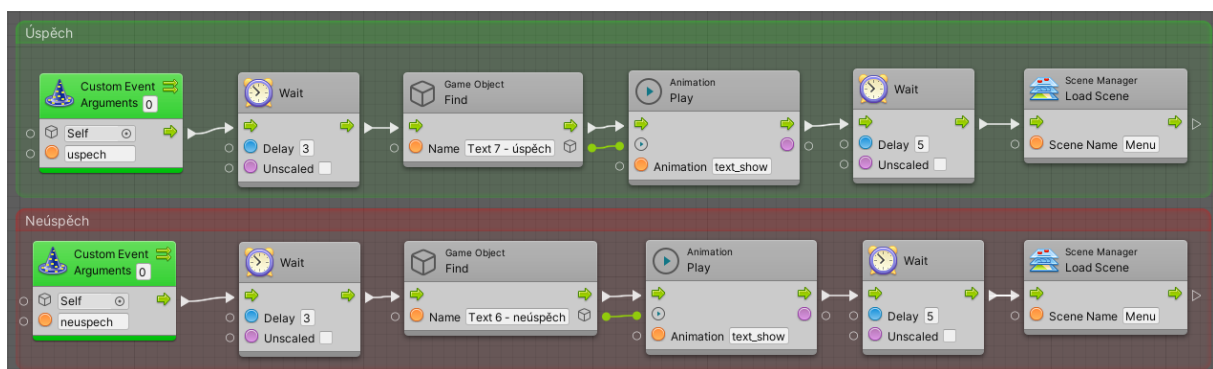 Úspěch
Custom Event
Arguments 0
Self
uspech
Wait
Delay 3
Unscaled
Game Object
Find
Name Text 7 - úspěch
Animation
Play
Animation text_show
Wait
Delay 5
Unscaled
Scene Manager
Load Scene
Scene Name Menu
Neúspěch
Custom Event
Arguments 0
Self
neuspech
Wait
Delay 3
Unscaled
Game Object
Find
Name Text 6 - neúspěch
Animation
Play
Animation text_show
Wait
Delay 5
Unscaled
Scene Manager
Load Scene
Scene Name Menu